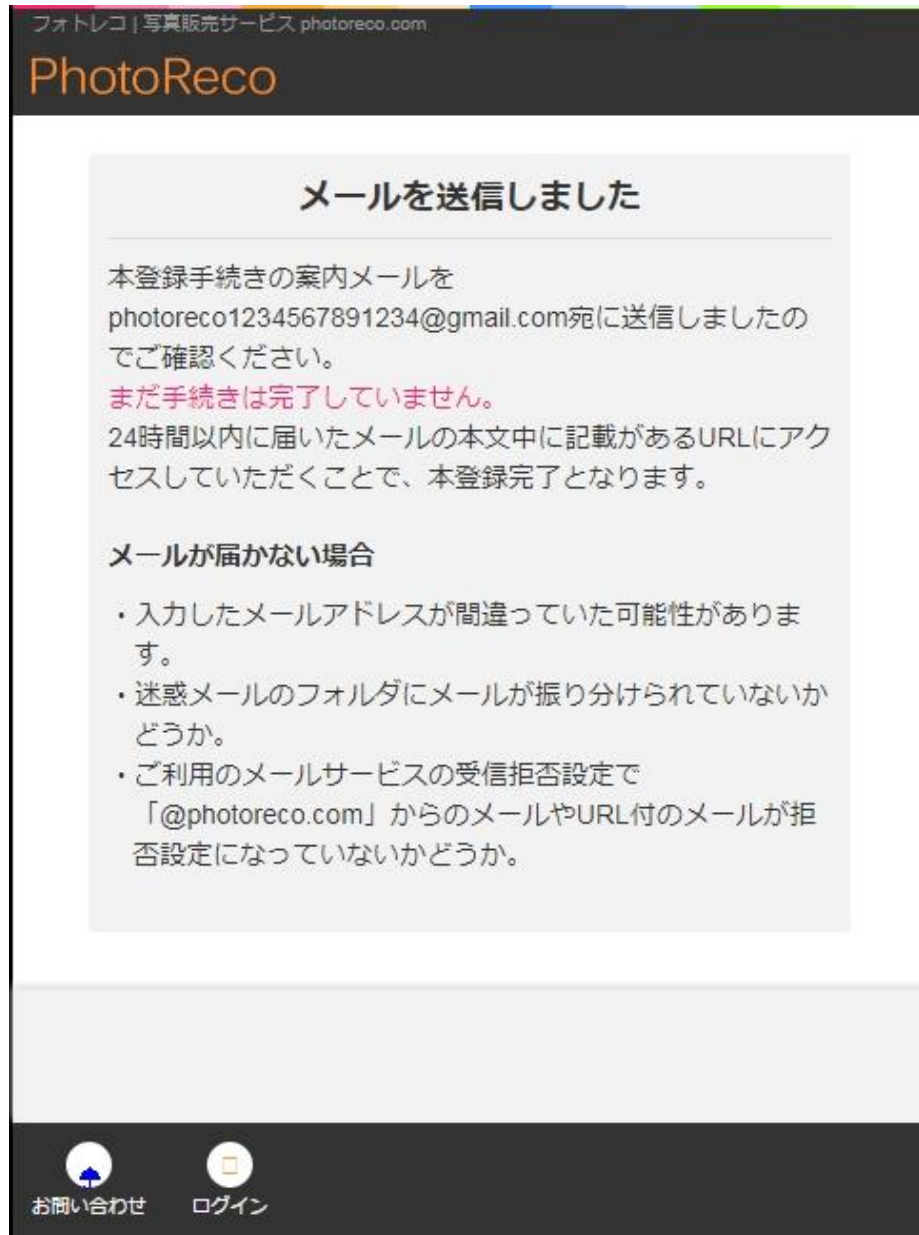 フォトレコ | 写真販売サービス photoreco.com
PhotoReco
メールを送信しました
本登録手続きの案内メールを
photoreco1234567891234@gmail.com宛に送信しましたの
でご確認ください。
まだ手続きは完了していません。
24時間以内に届いたメールの本文中に記載があるURLにアク
セスしていただくことで、本登録完了となります。
メールが届かない場合
・入力したメールアドレスが間違っていた可能性がありま
す。
・迷惑メールのフォルダにメールが振り分けられていないか
どうか。
・ご利用のメールサービスの受信拒否設定で
「@photoreco.com」からのメールやURL付のメールが拒
否設定になっていないかどうか。
お問い合わせ
ログイン